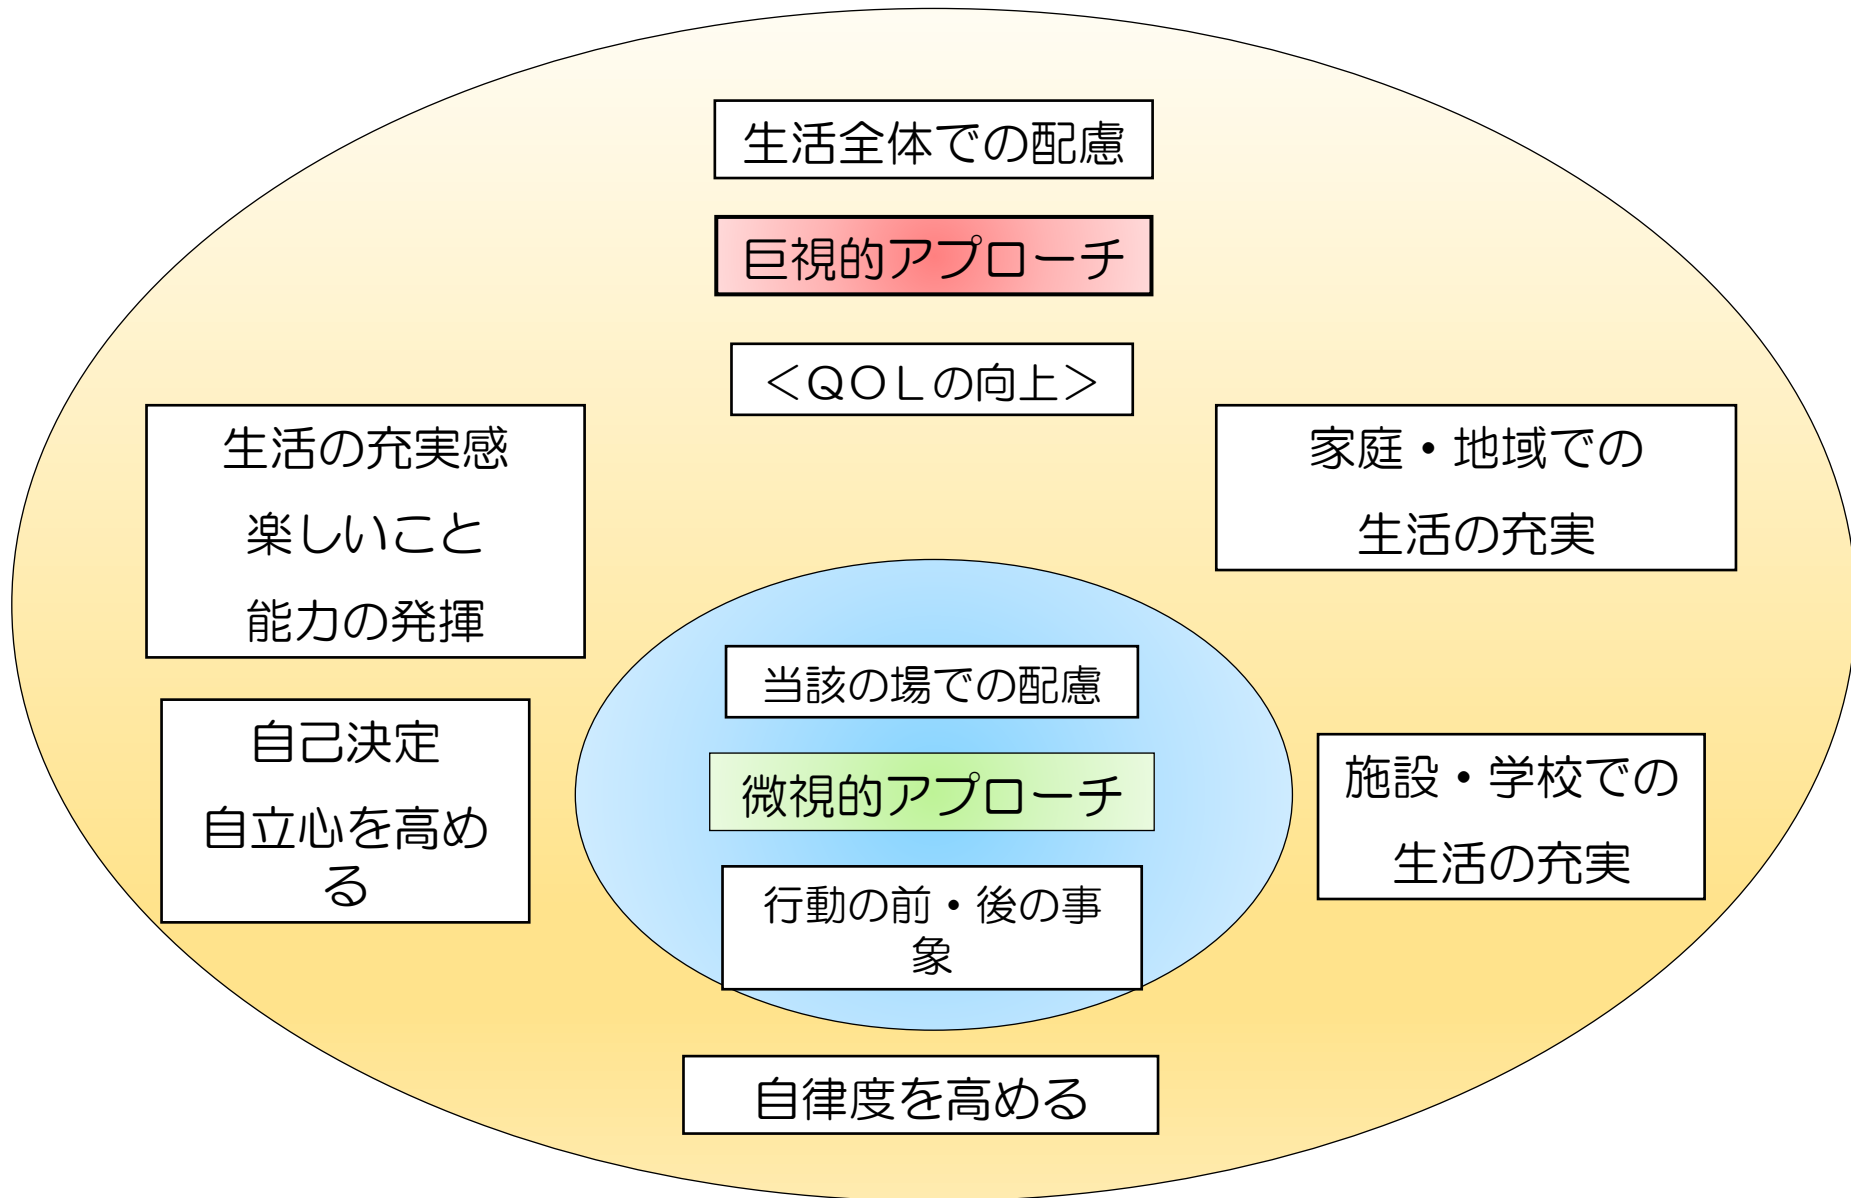 生活全体での配慮
巨視的アプローチ
＜ＱＯＬの向上＞
生活の充実感
楽しいこと
能力の発揮
家庭・地域での
生活の充実
当該の場での配慮
微視的アプローチ
行動の前・後の事
象
自己決定
自立心を高め
る
施設・学校での
生活の充実
自律度を高める